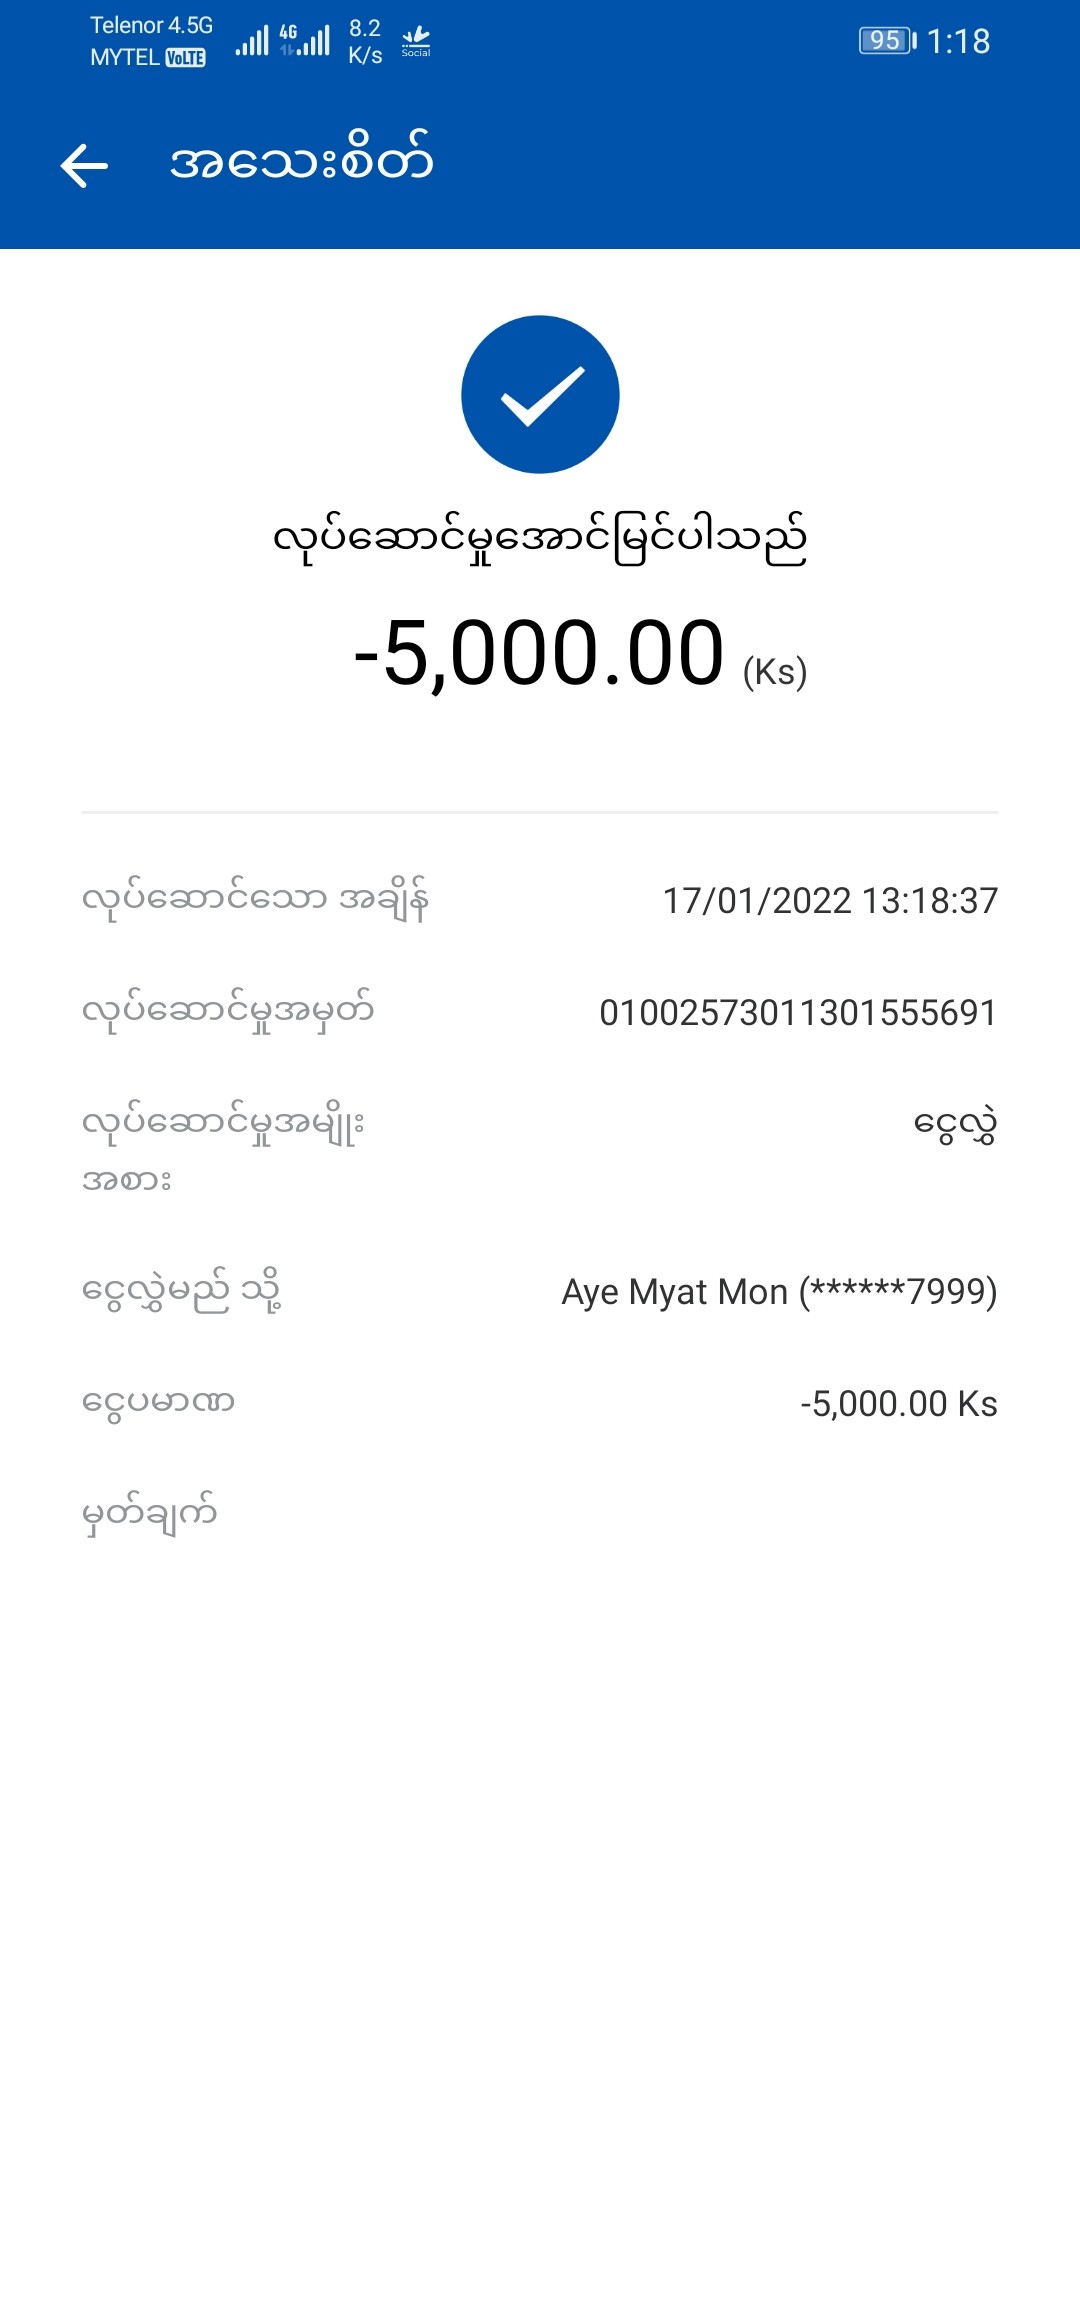 Telenor 4.5G
MYTEL VoLTE
4G
8.2
K/s
Social
95
1:18
အသေးစိတ်
လုပ်ဆောင်မှုအောင်မြင်ပါသည်
-5,000.00 (Ks)
လုပ်ဆောင်သော အချိန် 17/01/2022 13:18:37
လုပ်ဆောင်မှုအမှတ် 01002573011301555691
လုပ်ဆောင်မှုအမျိုး ငွေလွှဲ
အစား
ငွေလွှဲမည် သို့ Aye Myat Mon (******7999)
ငွေပမာဏ -5,000.00 Ks
မှတ်ချက်